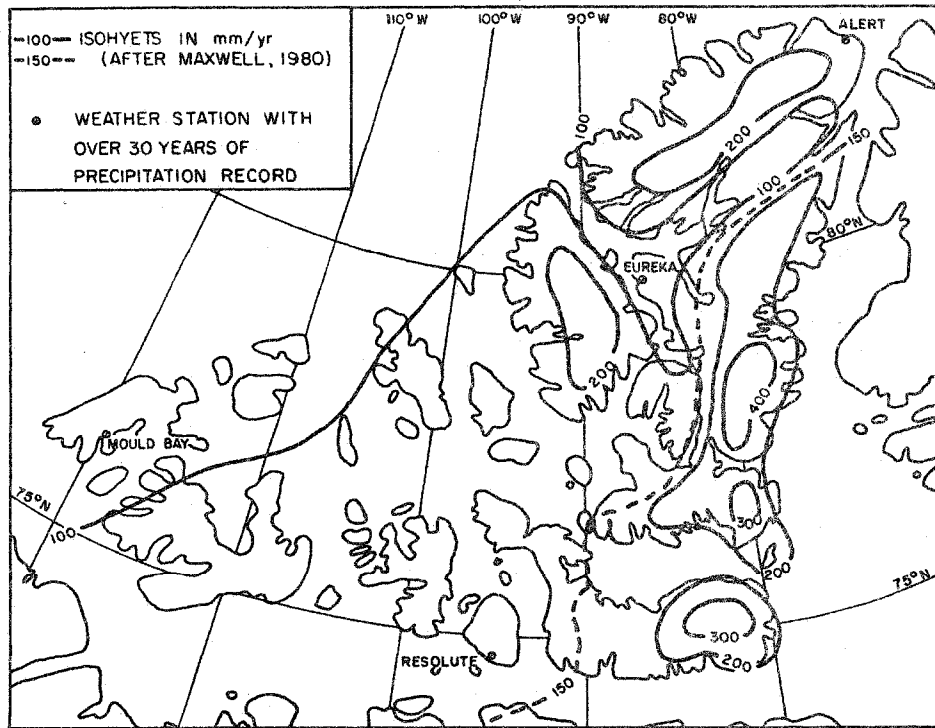 110°W 100°W 90°W 80°W
ALERT
—100— ISOHYETS IN mm/yr
—150-- (AFTER MAXWELL, 1980)
WEATHER STATION WITH
OVER 30 YEARS OF
PRECIPITATION RECORD
100
200
150
100
80°N
EUREKA
200
400
MOULD BAY
75°N
100
300
200
75°N
300
RESOLUTE
200
150